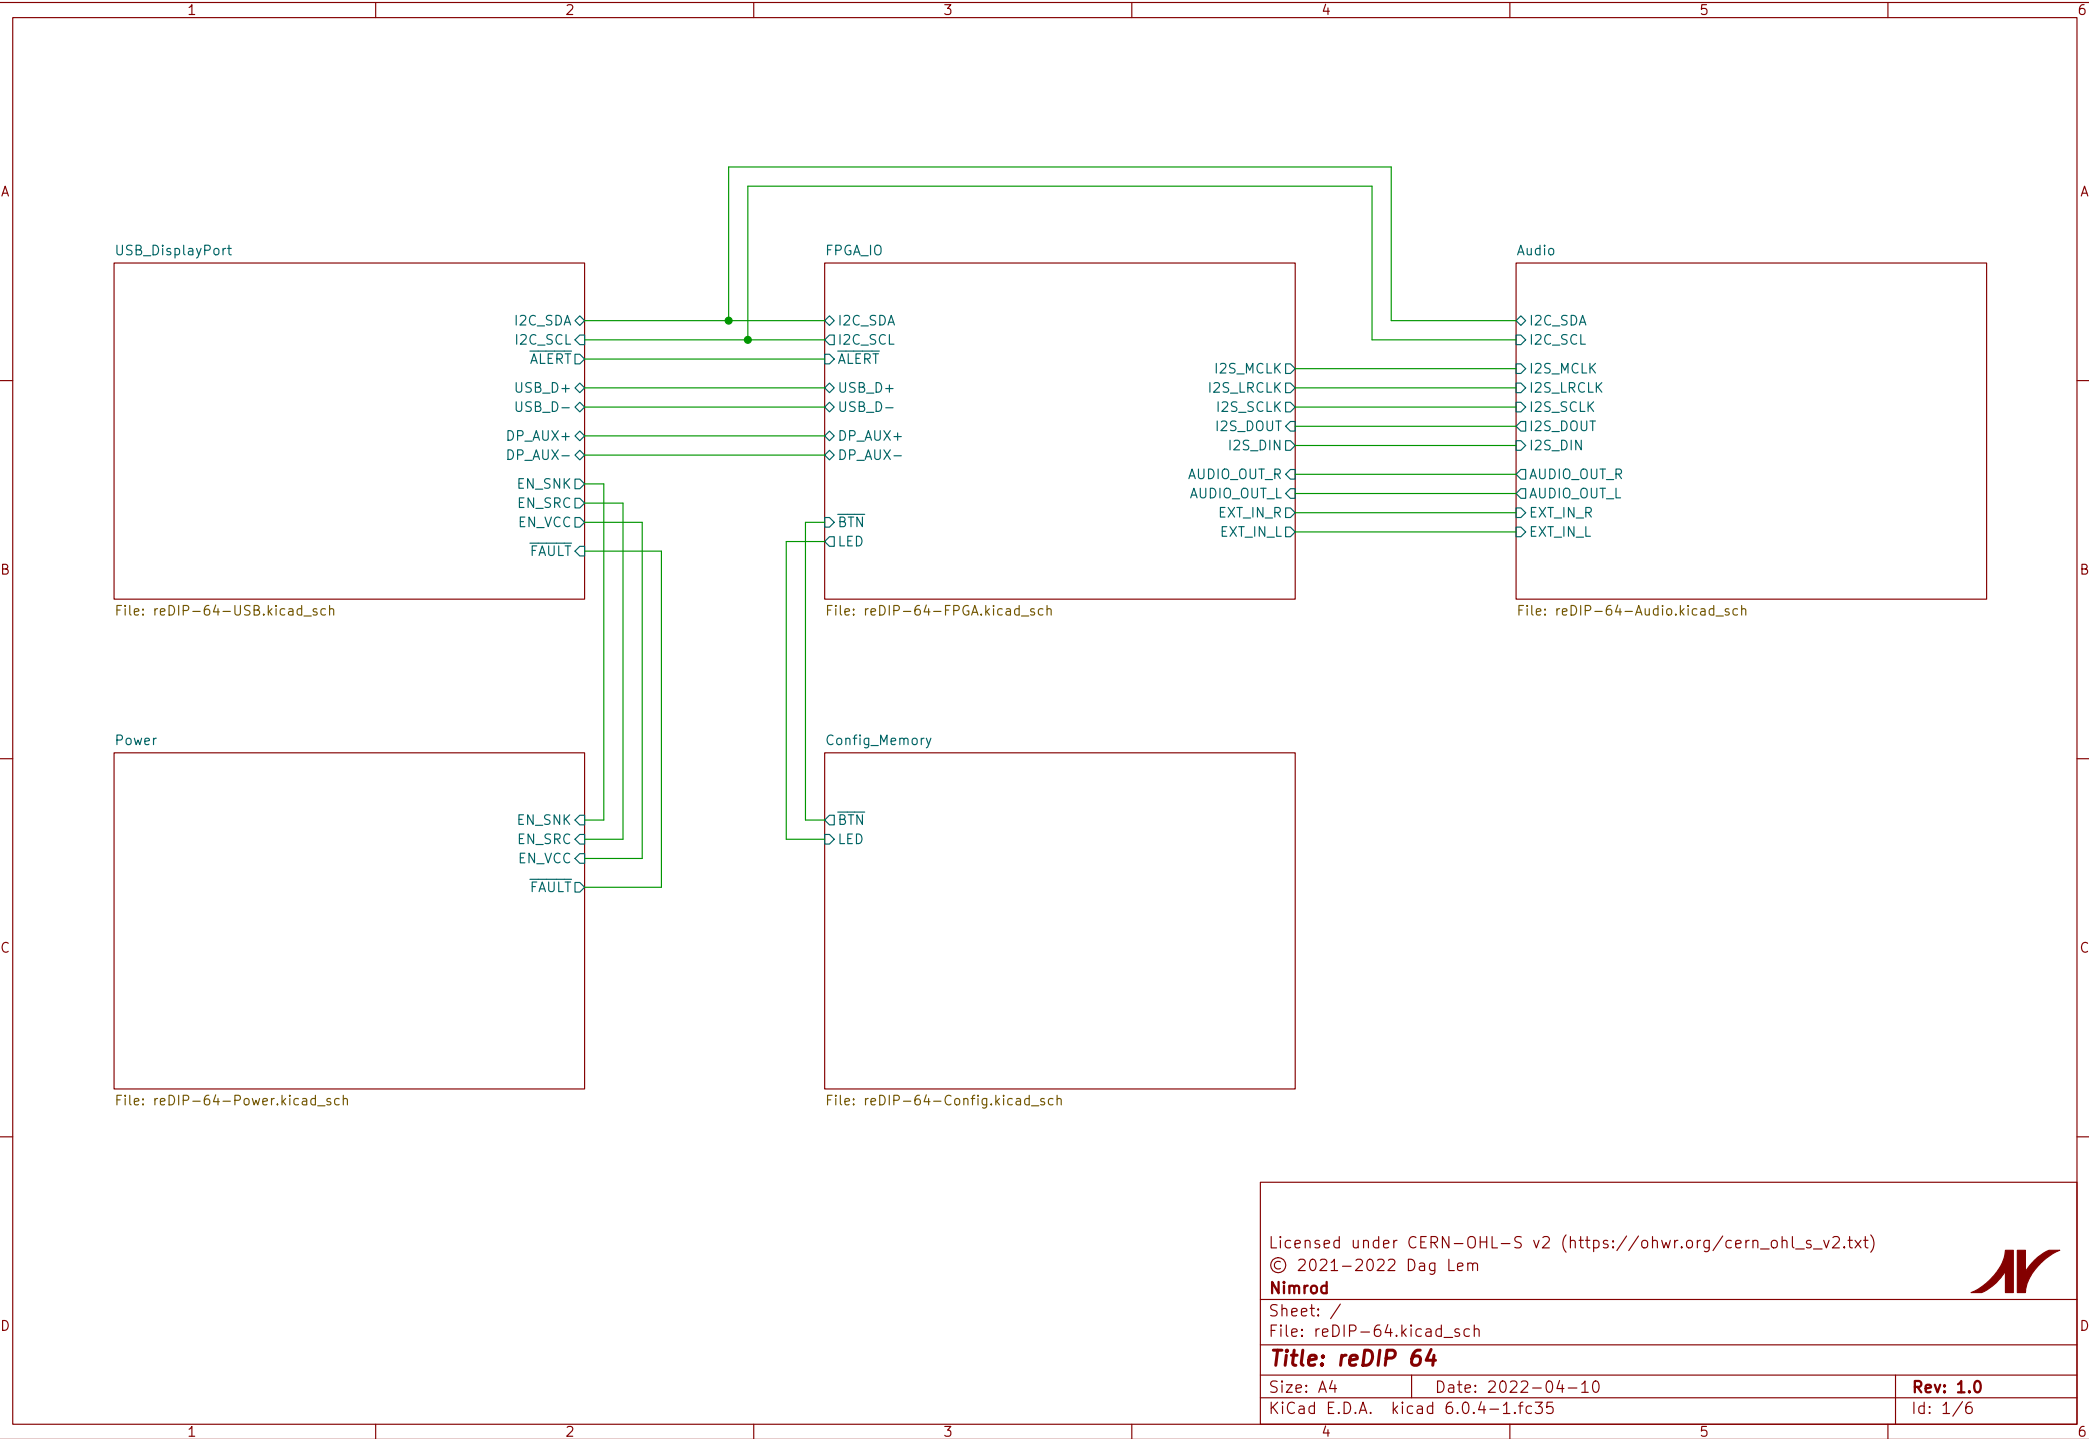 1 2 3 4 5 6
A A
USB_DisplayPort
I2C_SDA
I2C_SCL
ALERT
USB_D+
USB_D-
DP_AUX+
DP_AUX-
EN_SNK
EN_SRC
EN_VCC
FAULT
File: reDIP-64-USB.kicad_sch
FPGA_IO
I2C_SDA
I2C_SCL
ALERT
USB_D+
USB_D-
DP_AUX+
DP_AUX-
BTN
LED
I2S_MCLK
I2S_LRCLK
I2S_SCLK
I2S_DOUT
I2S_DIN
AUDIO_OUT_R
AUDIO_OUT_L
EXT_IN_R
EXT_IN_L
File: reDIP-64-FPGA.kicad_sch
Audio
I2C_SDA
I2C_SCL
I2S_MCLK
I2S_LRCLK
I2S_SCLK
I2S_DOUT
I2S_DIN
AUDIO_OUT_R
AUDIO_OUT_L
EXT_IN_R
EXT_IN_L
File: reDIP-64-Audio.kicad_sch
B B
Power
EN_SNK
EN_SRC
EN_VCC
FAULT
File: reDIP-64-Power.kicad_sch
Config_Memory
BTN
LED
File: reDIP-64-Config.kicad_sch
C C
Licensed under CERN-OHL-S v2 (https://ohwr.org/cern_ohl_s_v2.txt)
© 2021-2022 Dag Lem
Nimrod
Sheet: /
File: reDIP-64.kicad_sch
Title: reDIP 64
Size: A4 Date: 2022-04-10 Rev: 1.0
KiCad E.D.A. kicad 6.0.4-1.fc35 Id: 1/6
D D
1 2 3 4 5 6